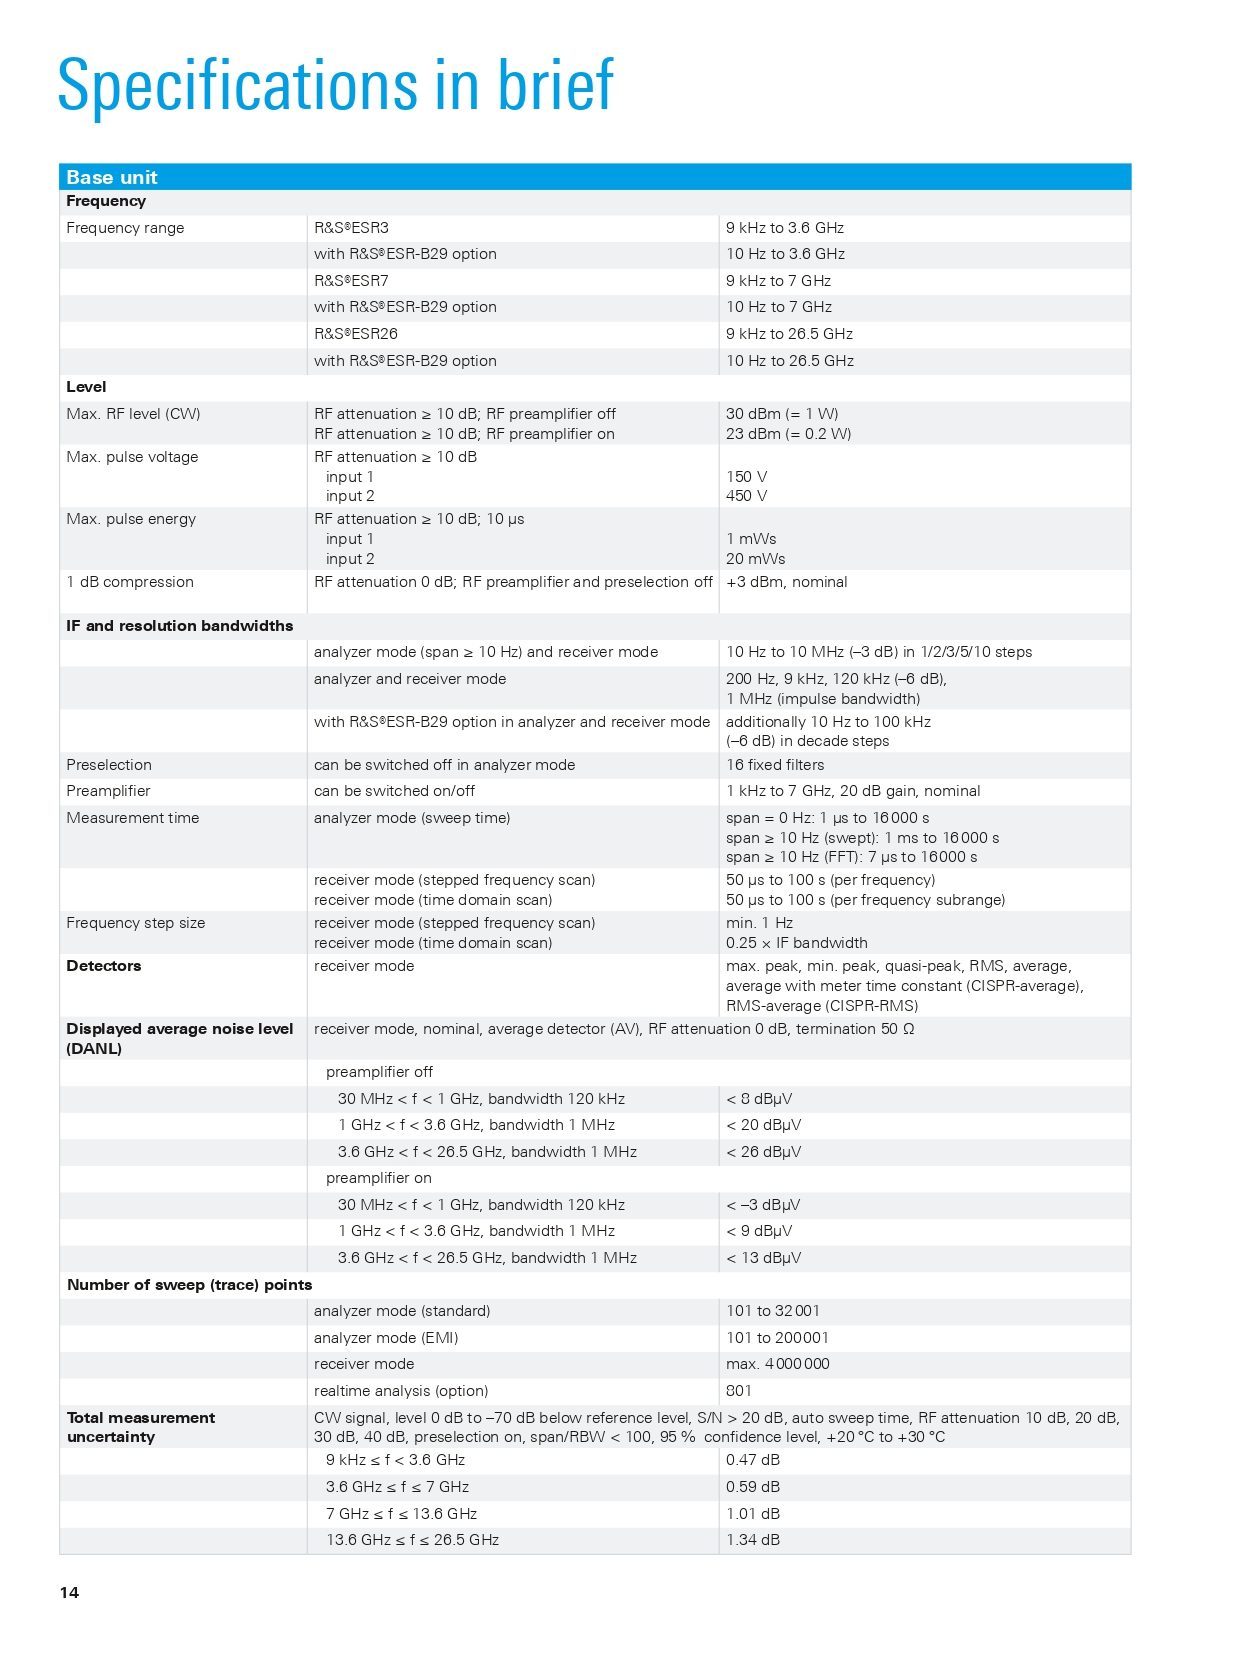 Specifications in brief
Base unit
Frequency
Frequency range R&S®ESR3 9 kHz to 3.6 GHz
with R&S®ESR-B29 option 10 Hz to 3.6 GHz
R&S®ESR7 9 kHz to 7 GHz
with R&S®ESR-B29 option 10 Hz to 7 GHz
R&S®ESR26 9 kHz to 26.5 GHz
with R&S®ESR-B29 option 10 Hz to 26.5 GHz
Level
Max. RF level (CW) RF attenuation ≥ 10 dB; RF preamplifier off 30 dBm (= 1 W)
RF attenuation ≥ 10 dB; RF preamplifier on 23 dBm (= 0.2 W)
Max. pulse voltage RF attenuation ≥ 10 dB
input 1 150 V
input 2 450 V
Max. pulse energy RF attenuation ≥ 10 dB; 10 µs
input 1 1 mWs
input 2 20 mWs
1 dB compression RF attenuation 0 dB; RF preamplifier and preselection off +3 dBm, nominal
IF and resolution bandwidths
analyzer mode (span ≥ 10 Hz) and receiver mode 10 Hz to 10 MHz (–3 dB) in 1/2/3/5/10 steps
analyzer and receiver mode 200 Hz, 9 kHz, 120 kHz (–6 dB),
1 MHz (impulse bandwidth)
with R&S®ESR-B29 option in analyzer and receiver mode additionally 10 Hz to 100 kHz
(–6 dB) in decade steps
Preselection can be switched off in analyzer mode 16 fixed filters
Preamplifier can be switched on/off 1 kHz to 7 GHz, 20 dB gain, nominal
Measurement time analyzer mode (sweep time) span = 0 Hz: 1 µs to 16 000 s
span ≥ 10 Hz (swept): 1 ms to 16 000 s
span ≥ 10 Hz (FFT): 7 µs to 16000 s
receiver mode (stepped frequency scan) 50 µs to 100 s (per frequency)
receiver mode (time domain scan) 50 µs to 100 s (per frequency subrange)
Frequency step size receiver mode (stepped frequency scan) min. 1 Hz
receiver mode (time domain scan) 0.25 × IF bandwidth
Detectors receiver mode max. peak, min. peak, quasi-peak, RMS, average,
average with meter time constant (CISPR-average),
RMS-average (CISPR-RMS)
Displayed average noise level receiver mode, nominal, average detector (AV), RF attenuation 0 dB, termination 50 Ω
(DANL)
preamplifier off
30 MHz < f < 1 GHz, bandwidth 120 kHz < 8 dBµV
1 GHz < f < 3.6 GHz, bandwidth 1 MHz < 20 dBµV
3.6 GHz < f < 26.5 GHz, bandwidth 1 MHz < 26 dBµV
preamplifier on
30 MHz < f < 1 GHz, bandwidth 120 kHz < –3 dBµV
1 GHz < f < 3.6 GHz, bandwidth 1 MHz < 9 dBµV
3.6 GHz < f < 26.5 GHz, bandwidth 1 MHz < 13 dBµV
Number of sweep (trace) points
analyzer mode (standard) 101 to 32 001
analyzer mode (EMI) 101 to 200001
receiver mode max. 4 000 000
realtime analysis (option) 801
Total measurement CW signal, level 0 dB to –70 dB below reference level, S/N > 20 dB, auto sweep time, RF attenuation 10 dB, 20 dB,
uncertainty 30 dB, 40 dB, preselection on, span/RBW < 100, 95 % confidence level, +20 °C to +30 °C
9 kHz ≤ f < 3.6 GHz 0.47 dB
3.6 GHz ≤ f ≤ 7 GHz 0.59 dB
7 GHz ≤ f ≤ 13.6 GHz 1.01 dB
13.6 GHz ≤ f ≤ 26.5 GHz 1.34 dB
14